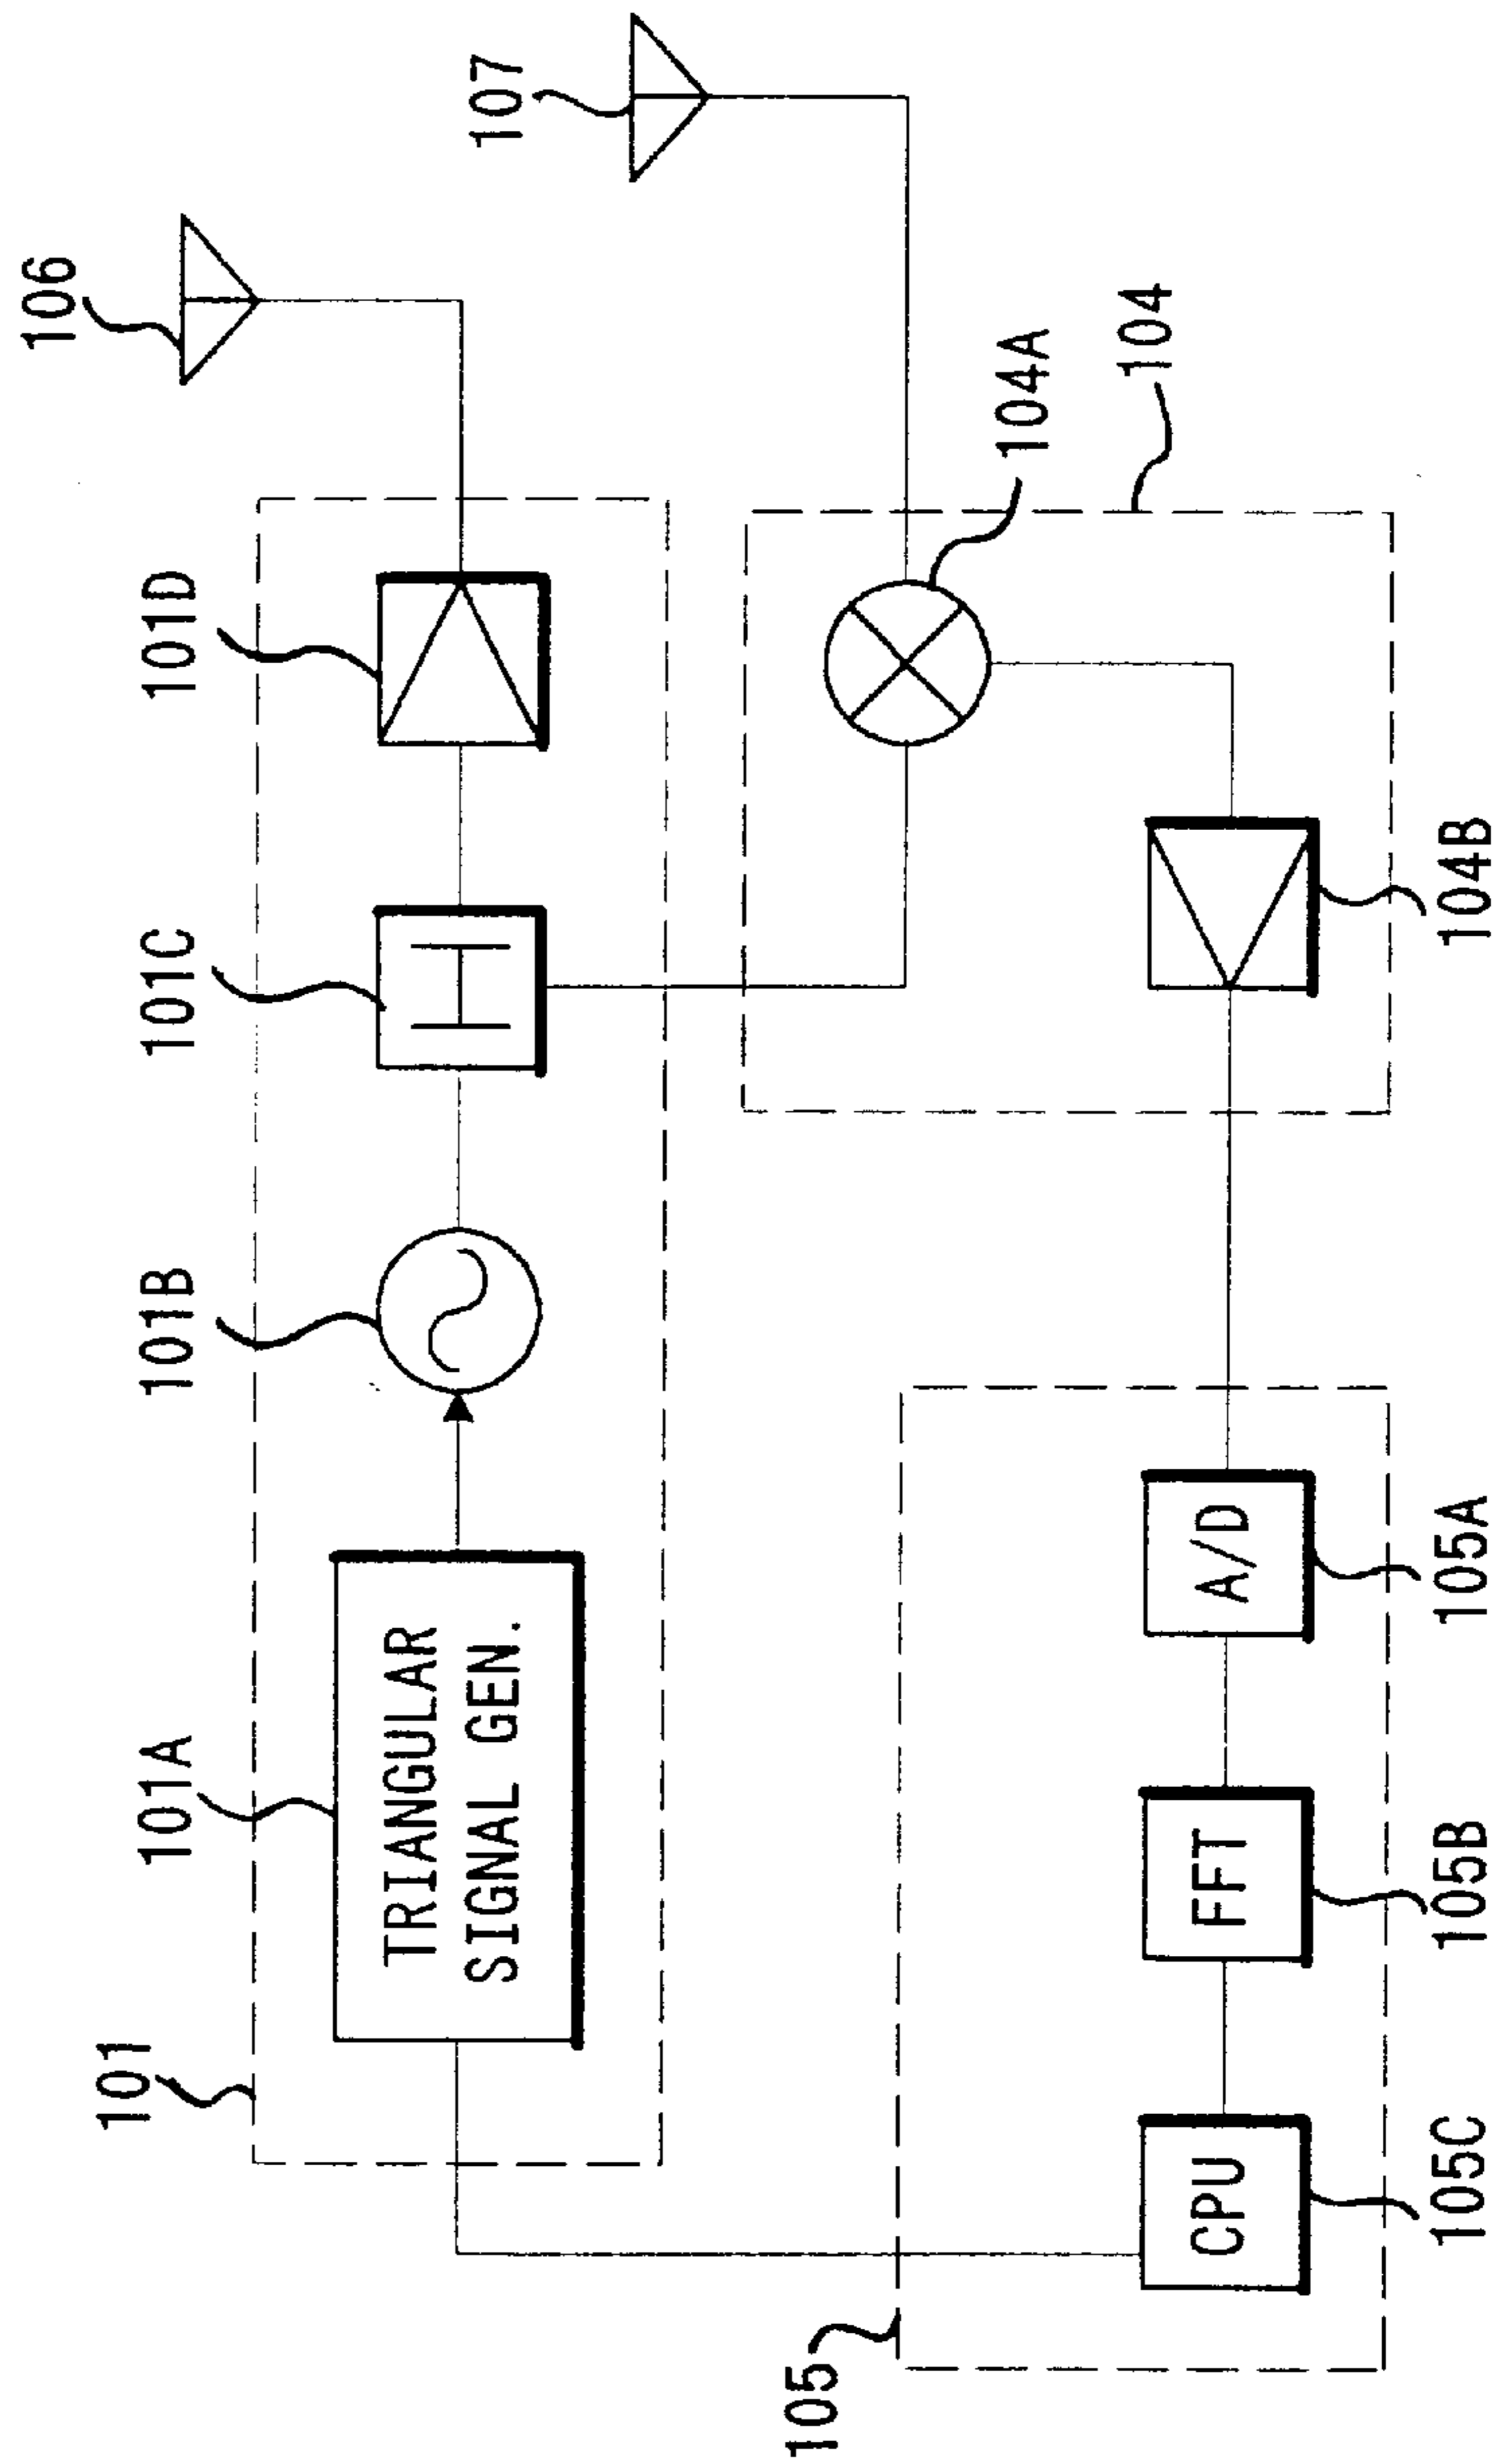 106
107
101D
101C
101B
101A
101
TRIANGULAR
SIGNAL GEN.
104A
104
104B
105
CPU
FFT
A/D
105C
105B
105A